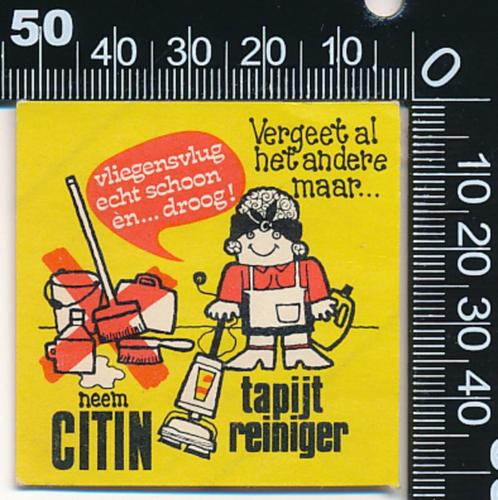 50
40 30 20 10
0
Vergeet al
het andere
maar...
vliegensvlug
echt schoon
èn... droog!
neem
CITIN
tapijt
reiniger
10
20
30
40